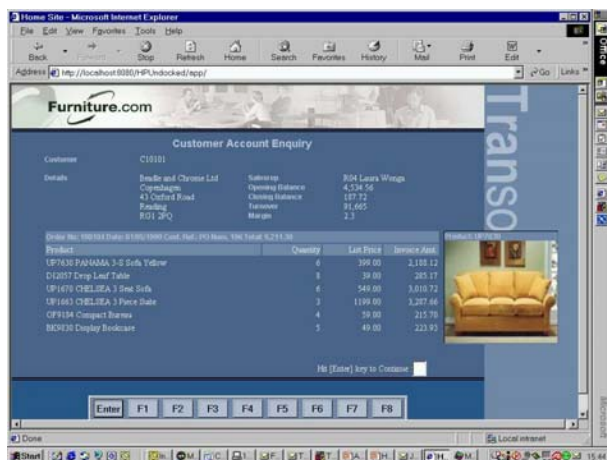 Home Site - Microsoft Internet Explorer
File Edit View Favorites Tools Help
Back Forward Stop Refresh Home Search Favorites History Mail Print Edit
Address http://localhost:8080/HPUndocked/app/ Go Links
Office
Furniture.com
Transo
Customer Account Enquiry
Customer C10101
Details Beadle and Chrome Ltd Salesrep R04 Laura Wongs
Copenhagen Opening Balance 4,534.56
43 Oxford Road Closing Balance 187.72
Reading Turnover 81,665
RG1 2PQ Margin 2.3
Product Quantity List Price Invoice Amt.
UP7630 PANAMA 3-S Sofa Yellow 6 399.00 2,188.12
D12057 Drop Leaf Table 8 39.00 285.17
UP1670 CHELSEA 3 Seat Sofa 6 549.00 3,010.72
UP1663 CHELSEA 3 Piece Suite 3 1199.00 3,287.66
OF9184 Compact Bureau 4 59.00 215.70
BK9830 Display Bookcase 5 49.00 223.93
Product: UP7630
Hit [Enter] key to Continue
Enter F1 F2 F3 F4 F5 F6 F7 F8
Done Local intranet
Microsoft
Start 15:44